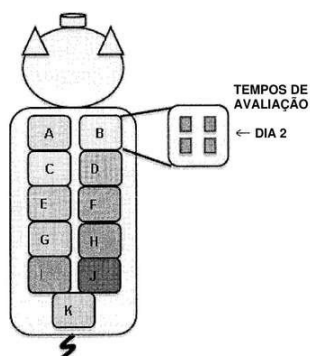 TEMPOS DE
AVALIAÇÃO
A B
← DIA 2
C D
E F
G H
I J
K